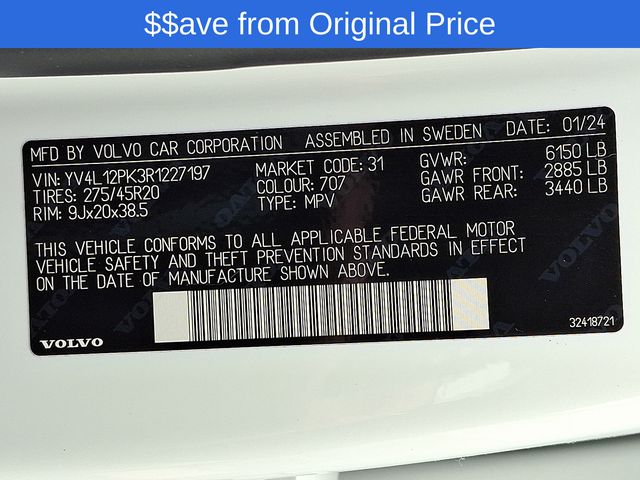 $$ave from Original Price
MFD BY VOLVO CAR CORPORATION ASSEMBLED IN SWEDEN DATE: 01/24
VIN: YV4L12PK3R1227197 MARKET CODE: 31 GVWR: 6150 LB
TIRES: 275/45R20 COLOUR: 707 GAWR FRONT: 2885 LB
RIM: 9Jx20x38.5 TYPE: MPV GAWR REAR: 3440 LB
THIS VEHICLE CONFORMS TO ALL APPLICABLE FEDERAL MOTOR
VEHICLE SAFETY AND THEFT PREVENTION STANDARDS IN EFFECT
ON THE DATE OF MANUFACTURE SHOWN ABOVE.
VOLVO 32418721